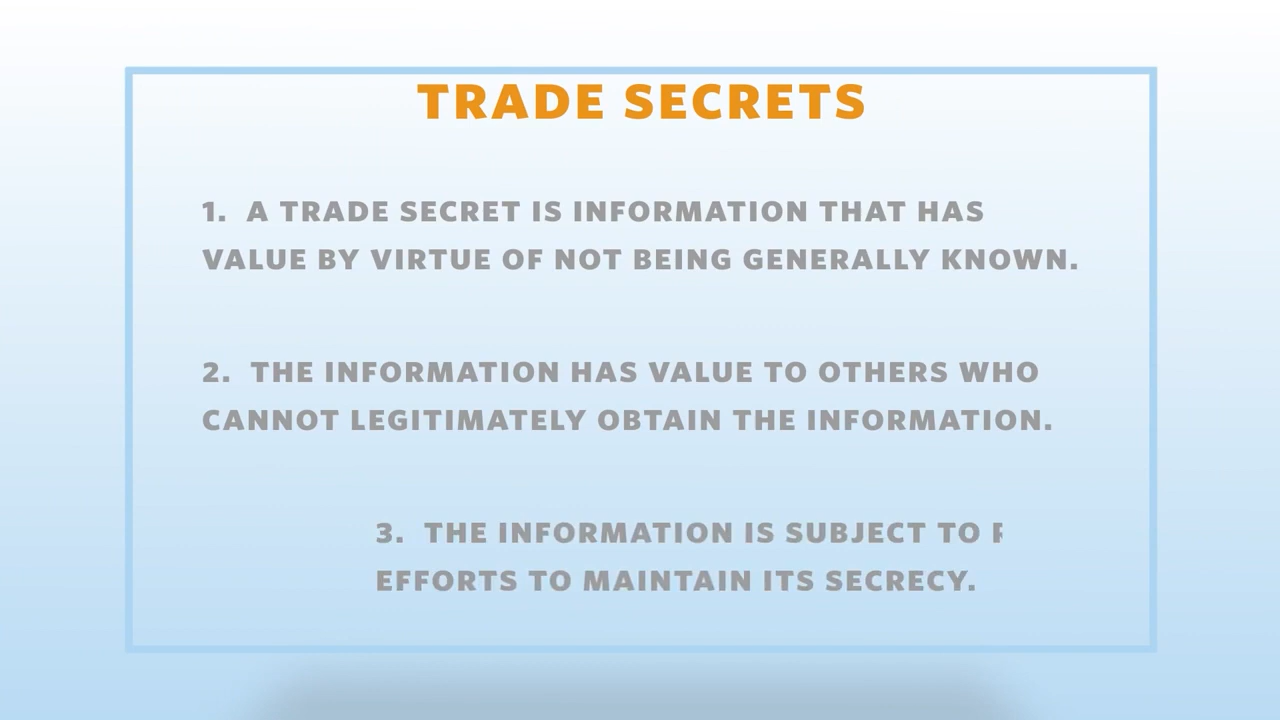 TRADE SECRETS
1. A TRADE SECRET IS INFORMATION THAT HAS
VALUE BY VIRTUE OF NOT BEING GENERALLY KNOWN.
2. THE INFORMATION HAS VALUE TO OTHERS WHO
CANNOT LEGITIMATELY OBTAIN THE INFORMATION.
3. THE INFORMATION IS SUBJECT TO
EFFORTS TO MAINTAIN ITS SECRECY.